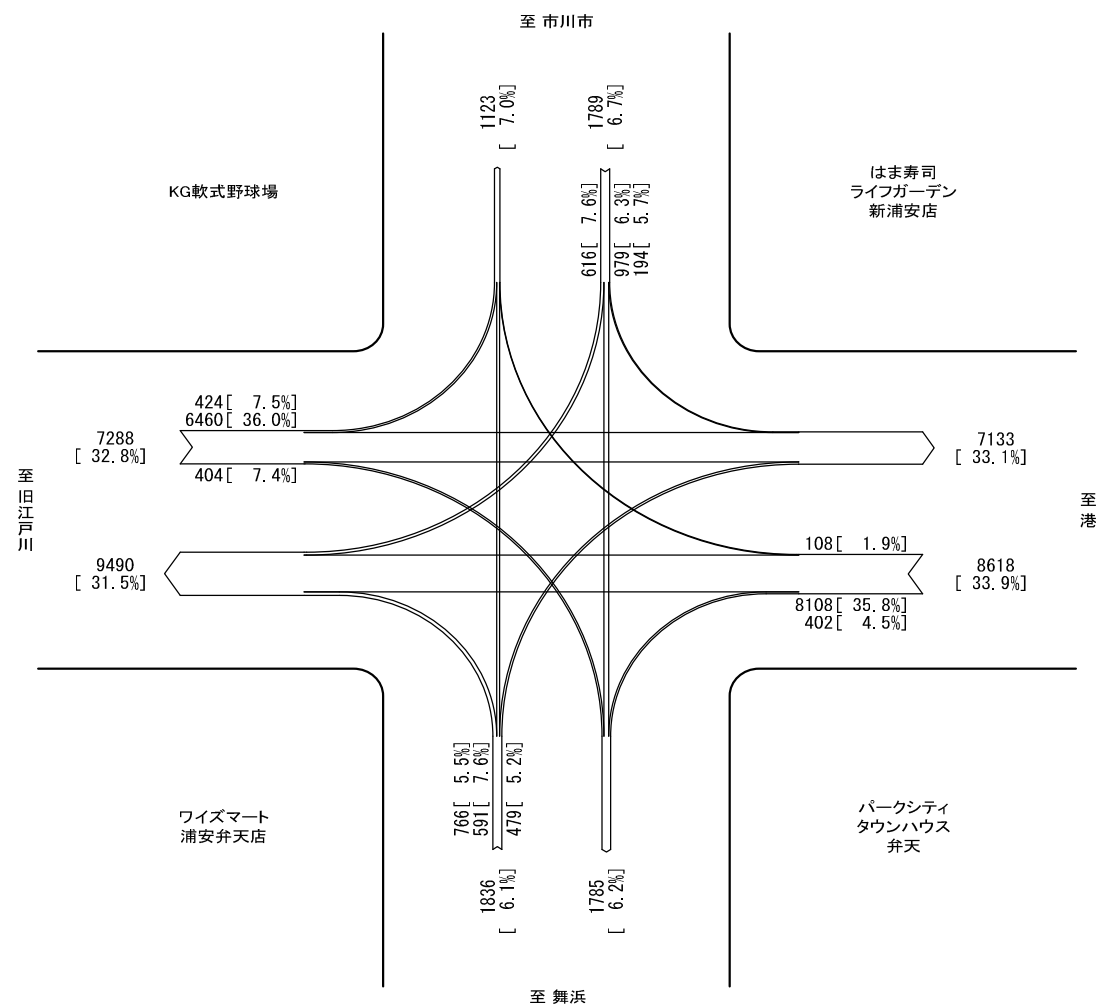 至 市川市
1123
[ 7.0%]
1789
[ 6.7%]
KG軟式野球場
はま寿司
ライフガーデン
新浦安店
616[ 7.6%]
979[ 6.3%]
194[ 5.7%]
424[ 7.5%]
6460[ 36.0%]
404[ 7.4%]
7288
[ 32.8%]
7133
[ 33.1%]
至 旧江戸川
至 港
9490
[ 31.5%]
108[ 1.9%]
8108[ 35.8%]
402[ 4.5%]
8618
[ 33.9%]
766[ 5.5%]
591[ 7.6%]
479[ 5.2%]
ワイズマート
浦安弁天店
パークシティ
タウンハウス
弁天
1836
[ 6.1%]
1785
[ 6.2%]
至 舞浜